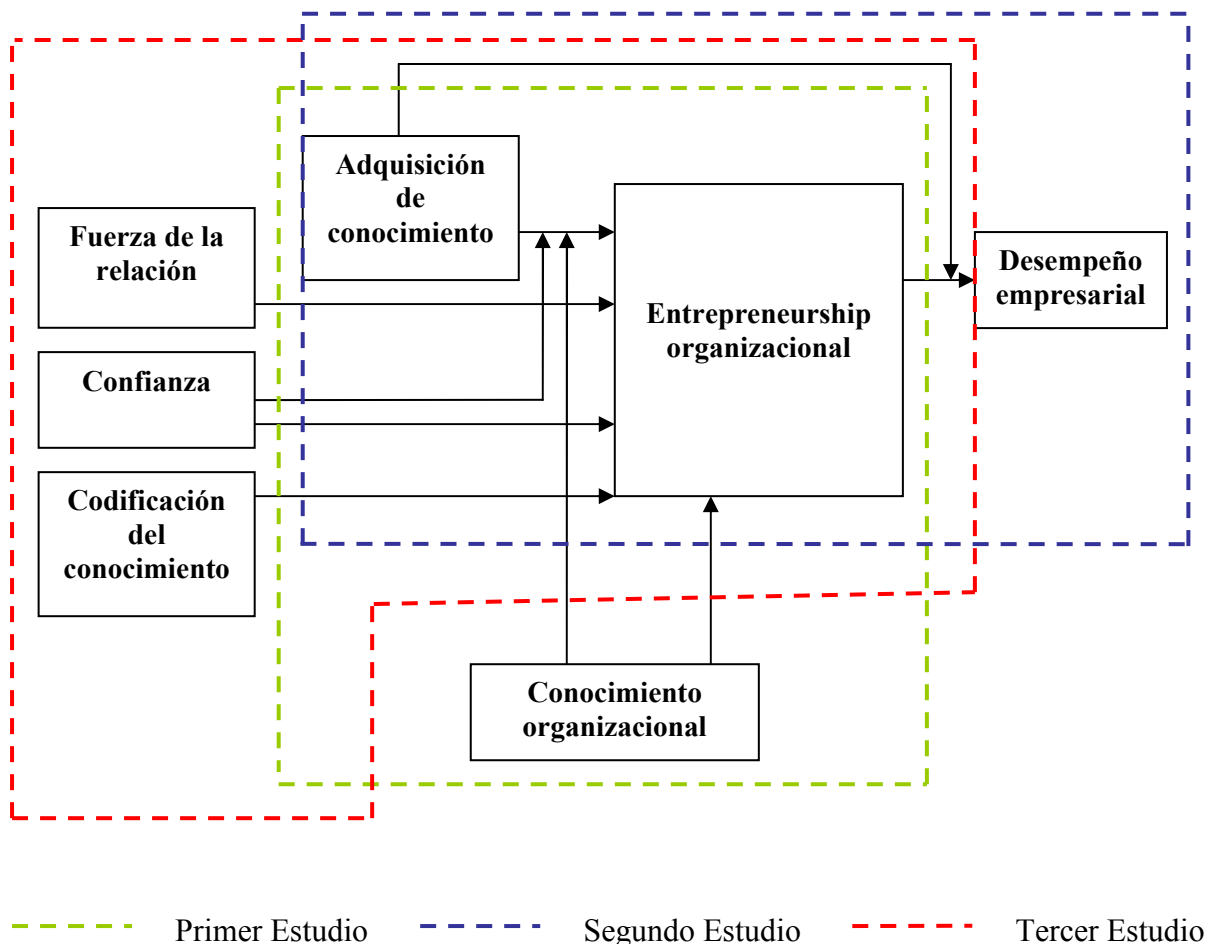 Adquisición
de
conocimiento
Fuerza de la
relación
Confianza
Codificación
del
conocimiento
Entrepreneurship
organizacional
Desempeño
empresarial
Conocimiento
organizacional
Primer Estudio Segundo Estudio Tercer Estudio